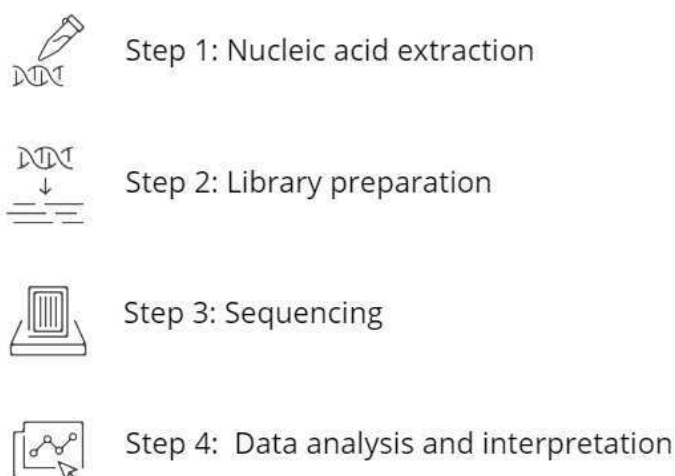 Step 1: Nucleic acid extraction
Step 2: Library preparation
Step 3: Sequencing
Step 4:  Data analysis and interpretation